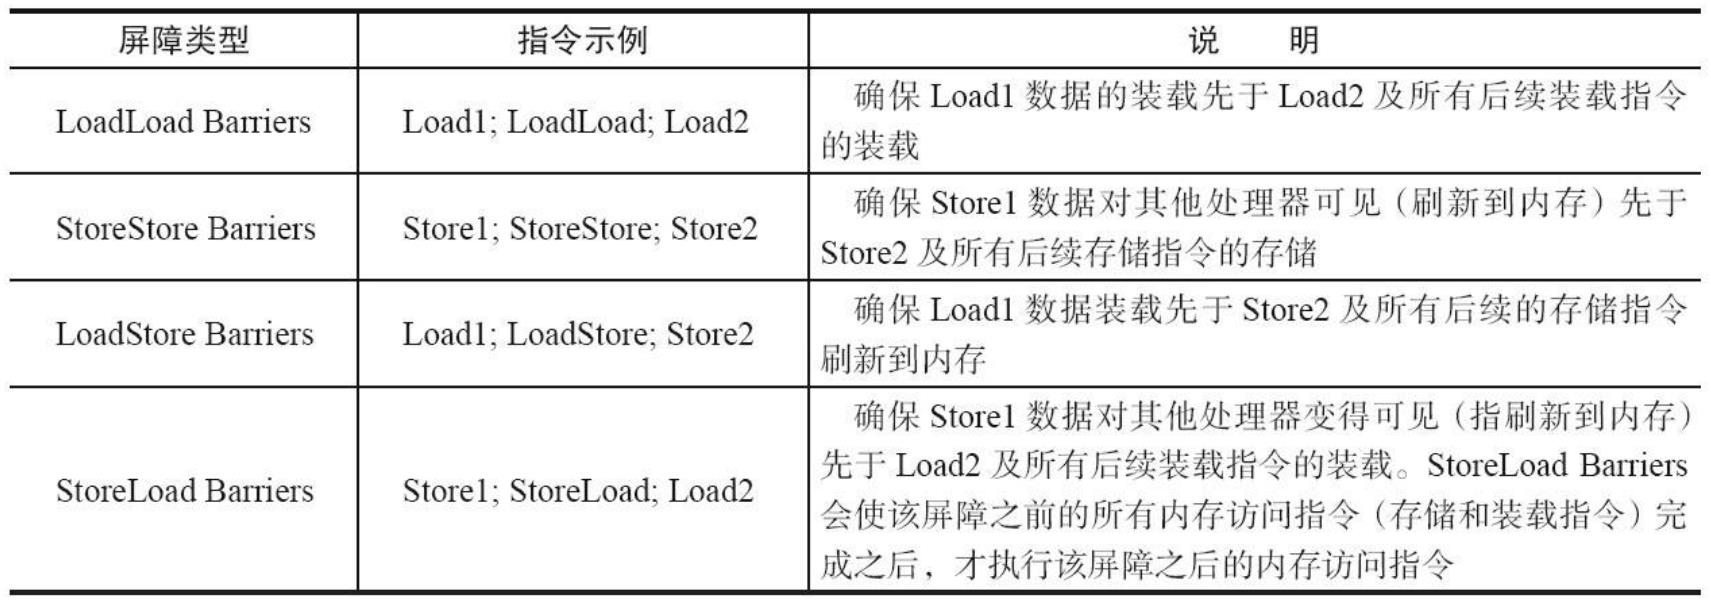 屏障类型 指令示例 说 明
LoadLoad Barriers Load1; LoadLoad; Load2 确保 Load1 数据的装载先于 Load2 及所有后续装载指令
的装载
StoreStore Barriers Store1; StoreStore; Store2 确保 Store1 数据对其他处理器可见（刷新到内存）先于
Store2 及所有后续存储指令的存储
LoadStore Barriers Load1; LoadStore; Store2 确保 Load1 数据装载先于 Store2 及所有后续的存储指令
刷新到内存
StoreLoad Barriers Store1; StoreLoad; Load2 确保 Store1 数据对其他处理器变得可见（指刷新到内存）
先于 Load2 及所有后续装载指令的装载。StoreLoad Barriers
会使该屏障之前的所有内存访问指令（存储和装载指令）完
成之后，才执行该屏障之后的内存访问指令